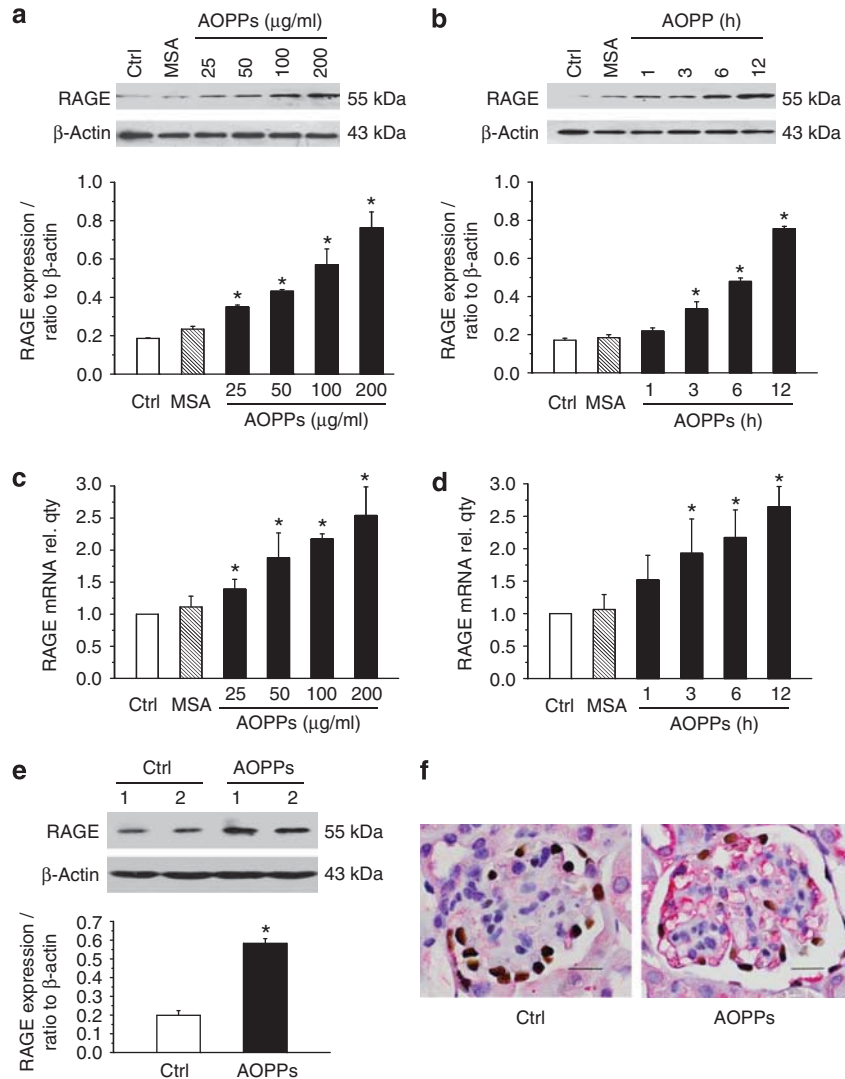 a
AOPPs (μg/ml)
Ctrl
MSA
25
50
100
200
RAGE
55 kDa
β-Actin
43 kDa
RAGE expression /
ratio to β-actin
1.0
0.8
0.6
0.4
0.2
0.0
*
*
*
*
Ctrl MSA 25 50 100 200
AOPPs (μg/ml)
b
AOPP (h)
Ctrl
MSA
1
3
6
12
RAGE
55 kDa
β-Actin
43 kDa
RAGE expression /
ratio to β-actin
1.0
0.8
0.6
0.4
0.2
0.0
*
*
*
Ctrl MSA 1 3 6 12
AOPPs (h)
c
RAGE mRNA rel. qty
3.0
2.5
2.0
1.5
1.0
0.5
0.0
*
*
*
*
Ctrl MSA 25 50 100 200
AOPPs (μg/ml)
d
RAGE mRNA rel. qty
3.0
2.5
2.0
1.5
1.0
0.5
0.0
*
*
*
Ctrl MSA 1 3 6 12
AOPPs (h)
e
Ctrl AOPPs
1 2 1 2
RAGE
55 kDa
β-Actin
43 kDa
RAGE expression /
ratio to β-actin
0.7
0.6
0.5
0.4
0.3
0.2
0.1
0.0
*
Ctrl AOPPs
f
Ctrl AOPPs